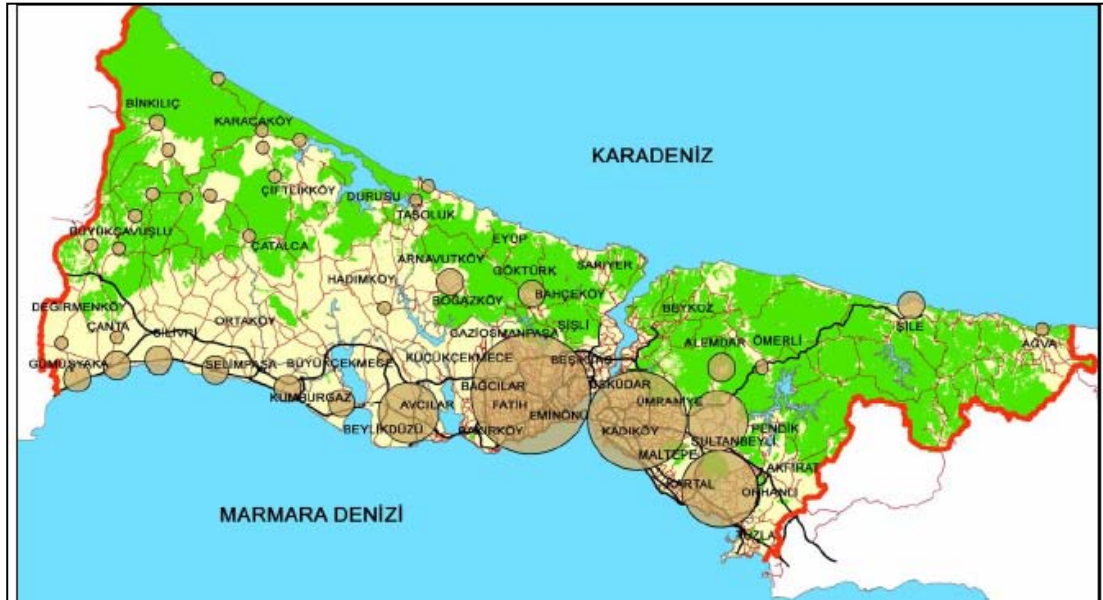 BİNKILIÇ
KARACAKÖY
KARADENİZ
ÇİFTLİKKÖY
DURUSU
TAŞOLUK
BÜYÜKÇAVUŞLU
ÇATALCA
EYÜP
ARNAVUTKÖY
GÖKTÜRK
SARIYER
HADIMKÖY
BOĞAZKÖY
BAHÇEKÖY
BEYKOZ
DEĞİRMENKÖY
ÇANTA
SİLİVRİ
ORTAKÖY
GAZİOSMANPAŞA
ŞİŞLİ
ŞİLE
ALEMDAR
ÖMERLİ
AĞVA
GÜMÜŞYAKA
SELİMPAŞA
BÜYÜKÇEKMECE
KÜÇÜKÇEKMECE
BEŞİKTAŞ
BAĞCILAR
ÜSKÜDAR
KUMBURGAZ
AVCILAR
FATİH
EMİNÖNÜ
ÜMRANİYE
BEYLİKDÜZÜ
BAKIRKÖY
KADIKÖY
PENDİK
SULTANBEYLİ
MALTEPE
AKFIRAT
KARTAL
ORHANLI
MARMARA DENİZİ
TUZLA